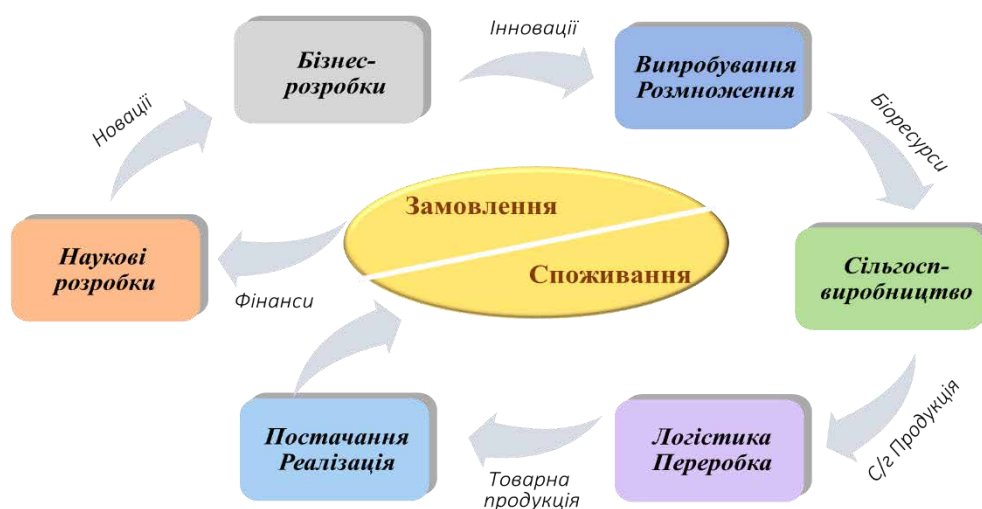 Інновації
Бізнес-
розробки
Випробування
Розмноження
Новації
Біоресурси
Замовлення
Наукові
розробки
Споживання
Сільгосп-
виробництво
Фінанси
Постачання
Реалізація
Логістика
Переробка
С/г Продукція
Товарна
продукція